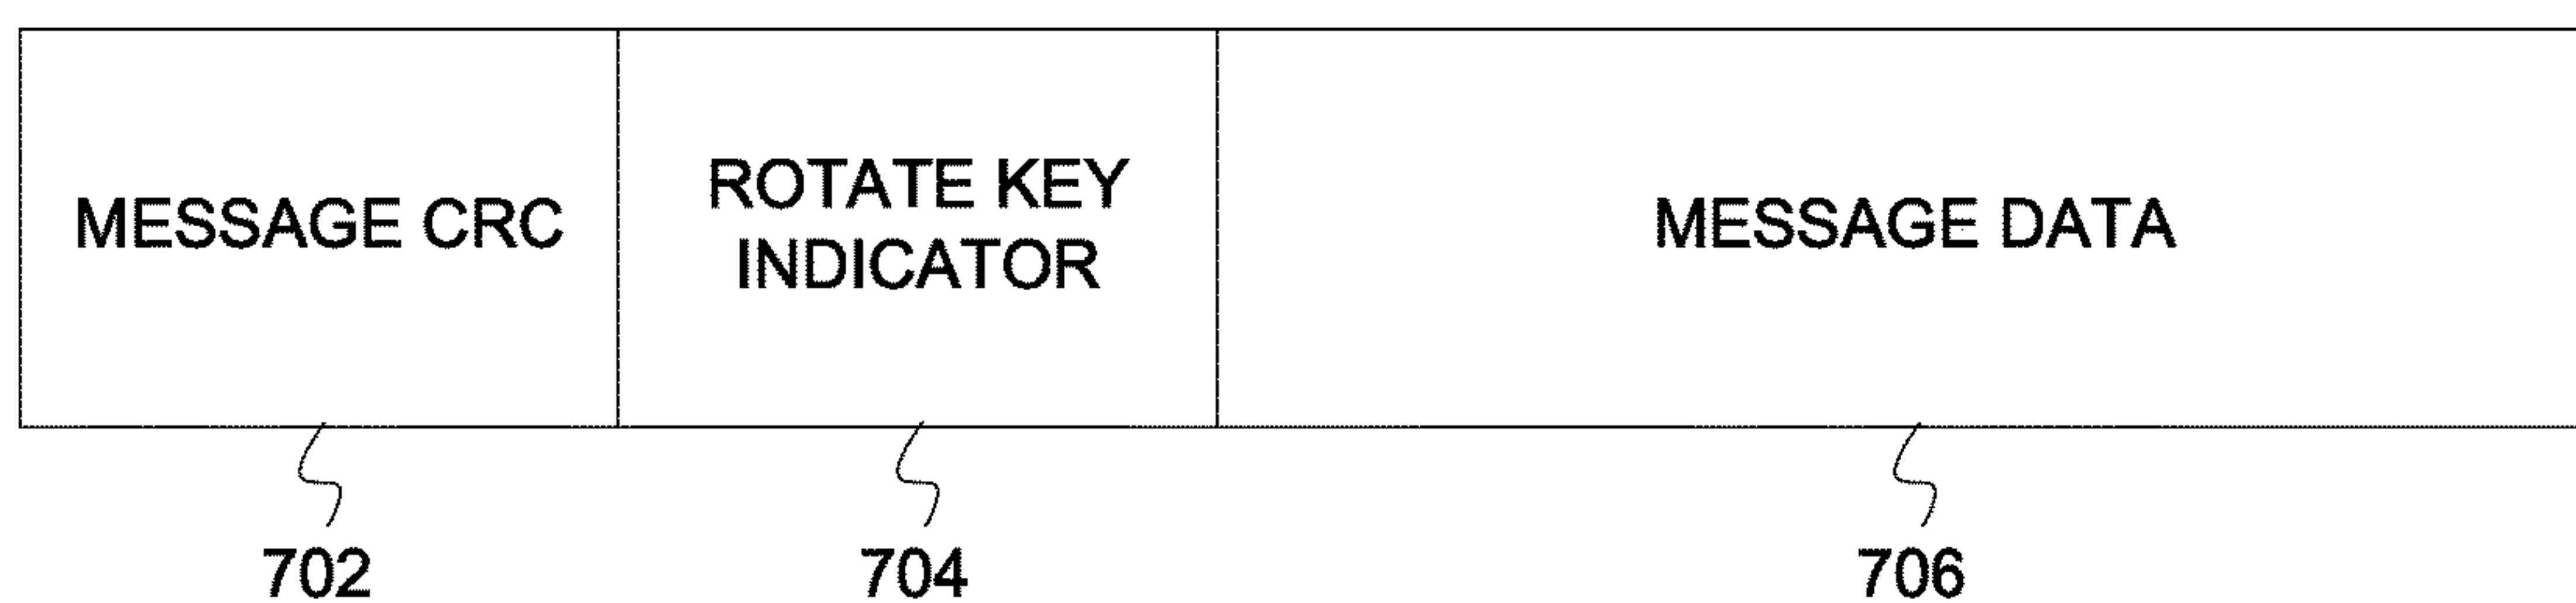 MESSAGE CRC
ROTATE KEY
INDICATOR
MESSAGE DATA
702
704
706